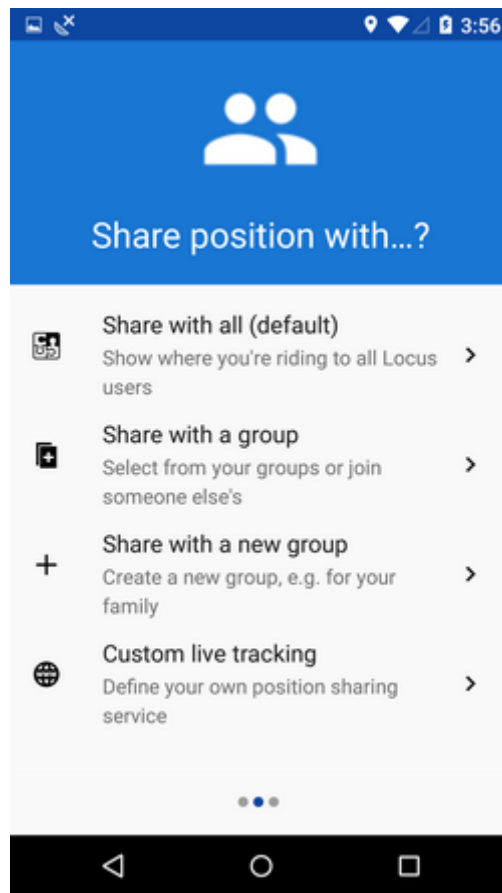 3:56
Share position with...?
Share with all (default)
Show where you're riding to all Locus
users
Share with a group
Select from your groups or join
someone else's
Share with a new group
Create a new group, e.g. for your
family
Custom live tracking
Define your own position sharing
service